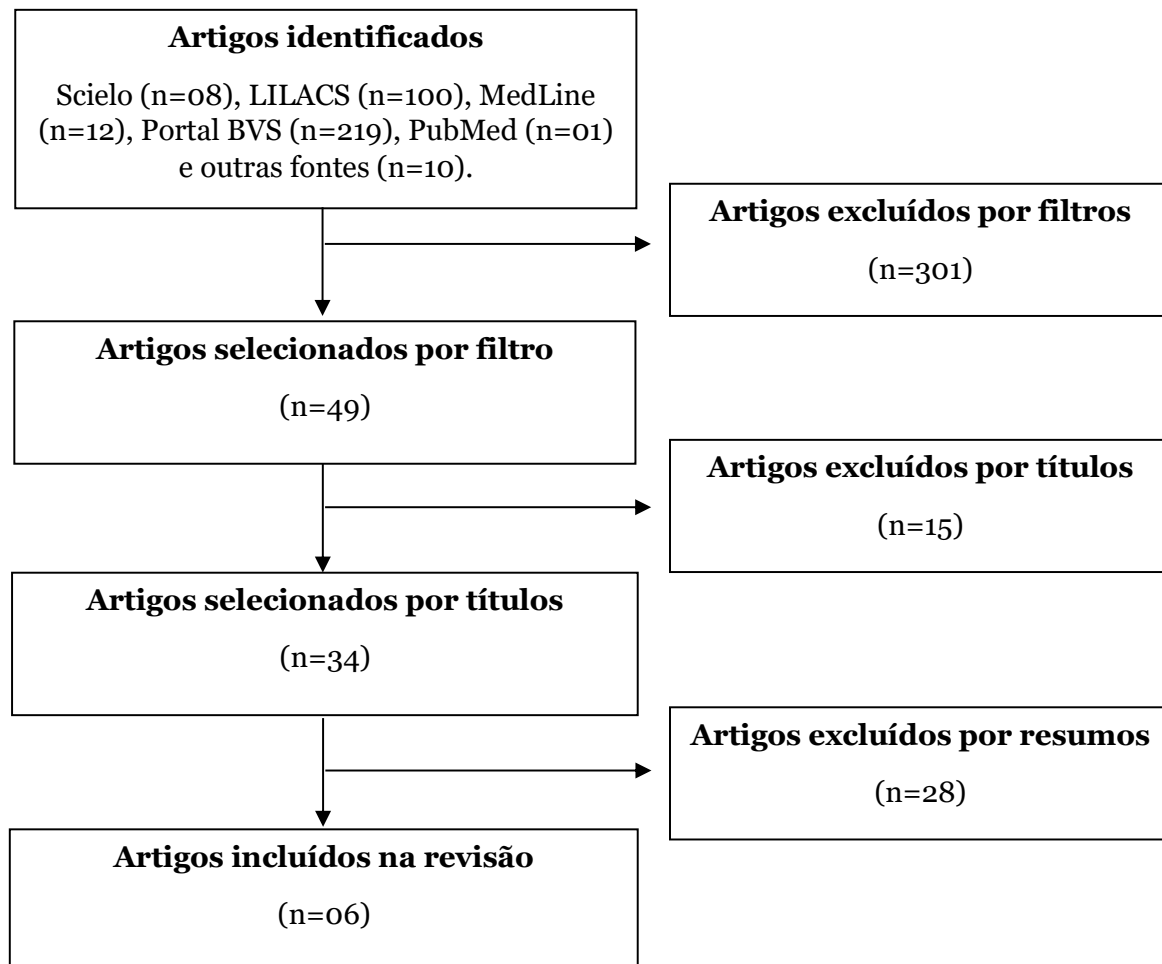 Artigos identificados
Scielo (n=08), LILACS (n=100), MedLine
(n=12), Portal BVS (n=219), PubMed (n=01)
e outras fontes (n=10).
Artigos excluídos por filtros
(n=301)
Artigos selecionados por filtro
(n=49)
Artigos excluídos por títulos
(n=15)
Artigos selecionados por títulos
(n=34)
Artigos excluídos por resumos
(n=28)
Artigos incluídos na revisão
(n=06)